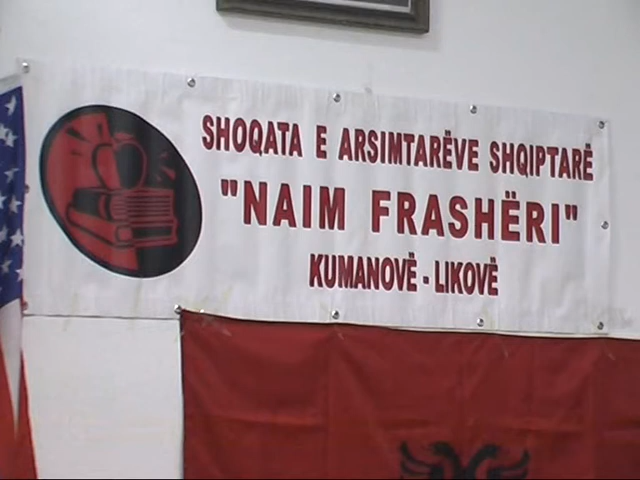 SHOQATA E ARSIMTARËVE SHQIPTARË
"NAIM FRASHËRI"
KUMANOVË - LIKOVË